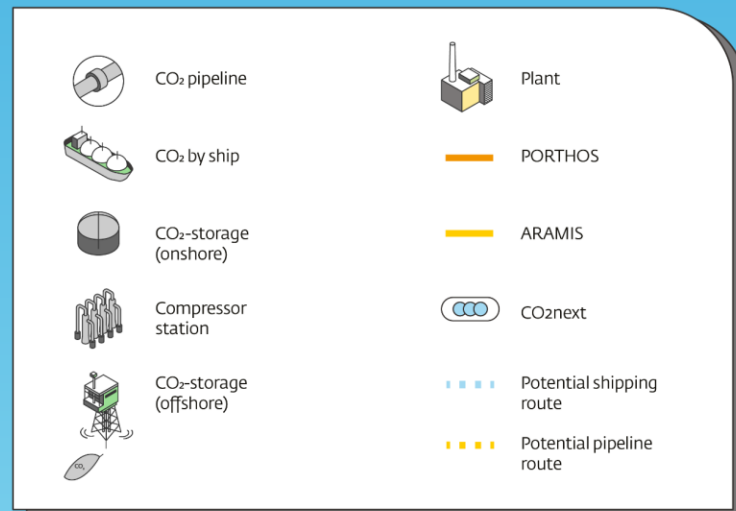 CO₂ pipeline
CO₂ by ship
CO₂-storage
(onshore)
Compressor
station
CO₂-storage
(offshore)
CO₂
Plant
PORTHOS
ARAMIS
CO2next
Potential shipping
route
Potential pipeline
route